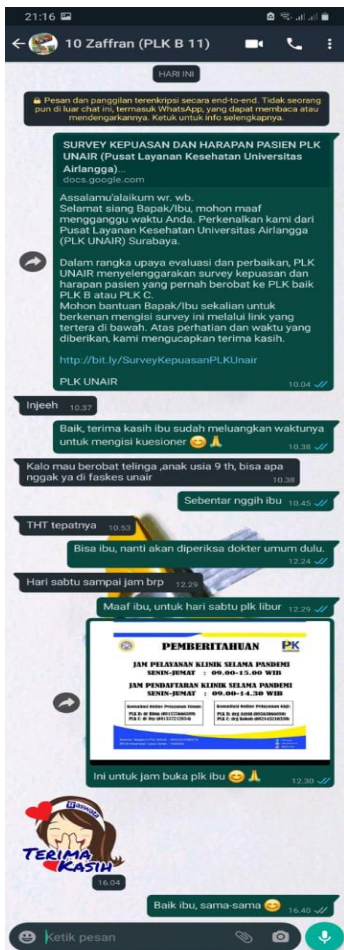 21:16
10 Zaffran (PLK B 11)
HARI INI
Pesan dan panggilan terenkripsi secara end-to-end. Tidak seorang
pun di luar chat ini, termasuk WhatsApp, yang dapat membaca atau
mendengarkannya. Ketuk untuk info selengkapnya.
SURVEY KEPUASAN DAN HARAPAN PASIEN PLK
UNAIR (Pusat Layanan Kesehatan Universitas
Airlangga)...
docs.google.com
Assalamu'alaikum wr. wb.
Selamat siang Bapak/Ibu, mohon maaf
mengganggu waktu Anda. Perkenalkan kami dari
Pusat Layanan Kesehatan Universitas Airlangga
(PLK UNAIR) Surabaya.
Dalam rangka upaya evaluasi dan perbaikan, PLK
UNAIR menyelenggarakan survey kepuasan dan
harapan pasien yang pernah berobat ke PLK baik
PLK B atau PLK C.
Mohon bantuan Bapak/Ibu sekalian untuk
berkenan mengisi survey ini melalui link yang
tertera di bawah. Atas perhatian dan waktu yang
diberikan, kami mengucapkan terima kasih.
http://bit.ly/SurveyKepuasanPLKUnair
PLK UNAIR
10.04
Injeeh 10.37
Baik, terima kasih ibu sudah meluangkan waktunya
untuk mengisi kuesioner 😊🙏 10.38
Kalo mau berobat telinga ,anak usia 9 th, bisa apa
nggak ya di faskes unair 10.38
Sebentar nggih ibu 10.45
THT tepatnya 10.53
Bisa ibu, nanti akan diperiksa dokter umum dulu.
12.24
Hari sabtu sampai jam brp 12.29
Maaf ibu, untuk hari sabtu plk libur 12.29
PEMBERITAHUAN PK
JAM PELAYANAN KLINIK SELAMA PANDEMI
SENIN-JUMAT : 09.00-15.00 WIB
JAM PENDAFTARAN KLINIK SELAMA PANDEMI
SENIN-JUMAT : 09.00-14.30 WIB
Ini untuk jam buka plk ibu 😊🙏 12.30
TERIMA
KASIH
16.04
Baik ibu, sama-sama 😊 16.40
Ketik pesan